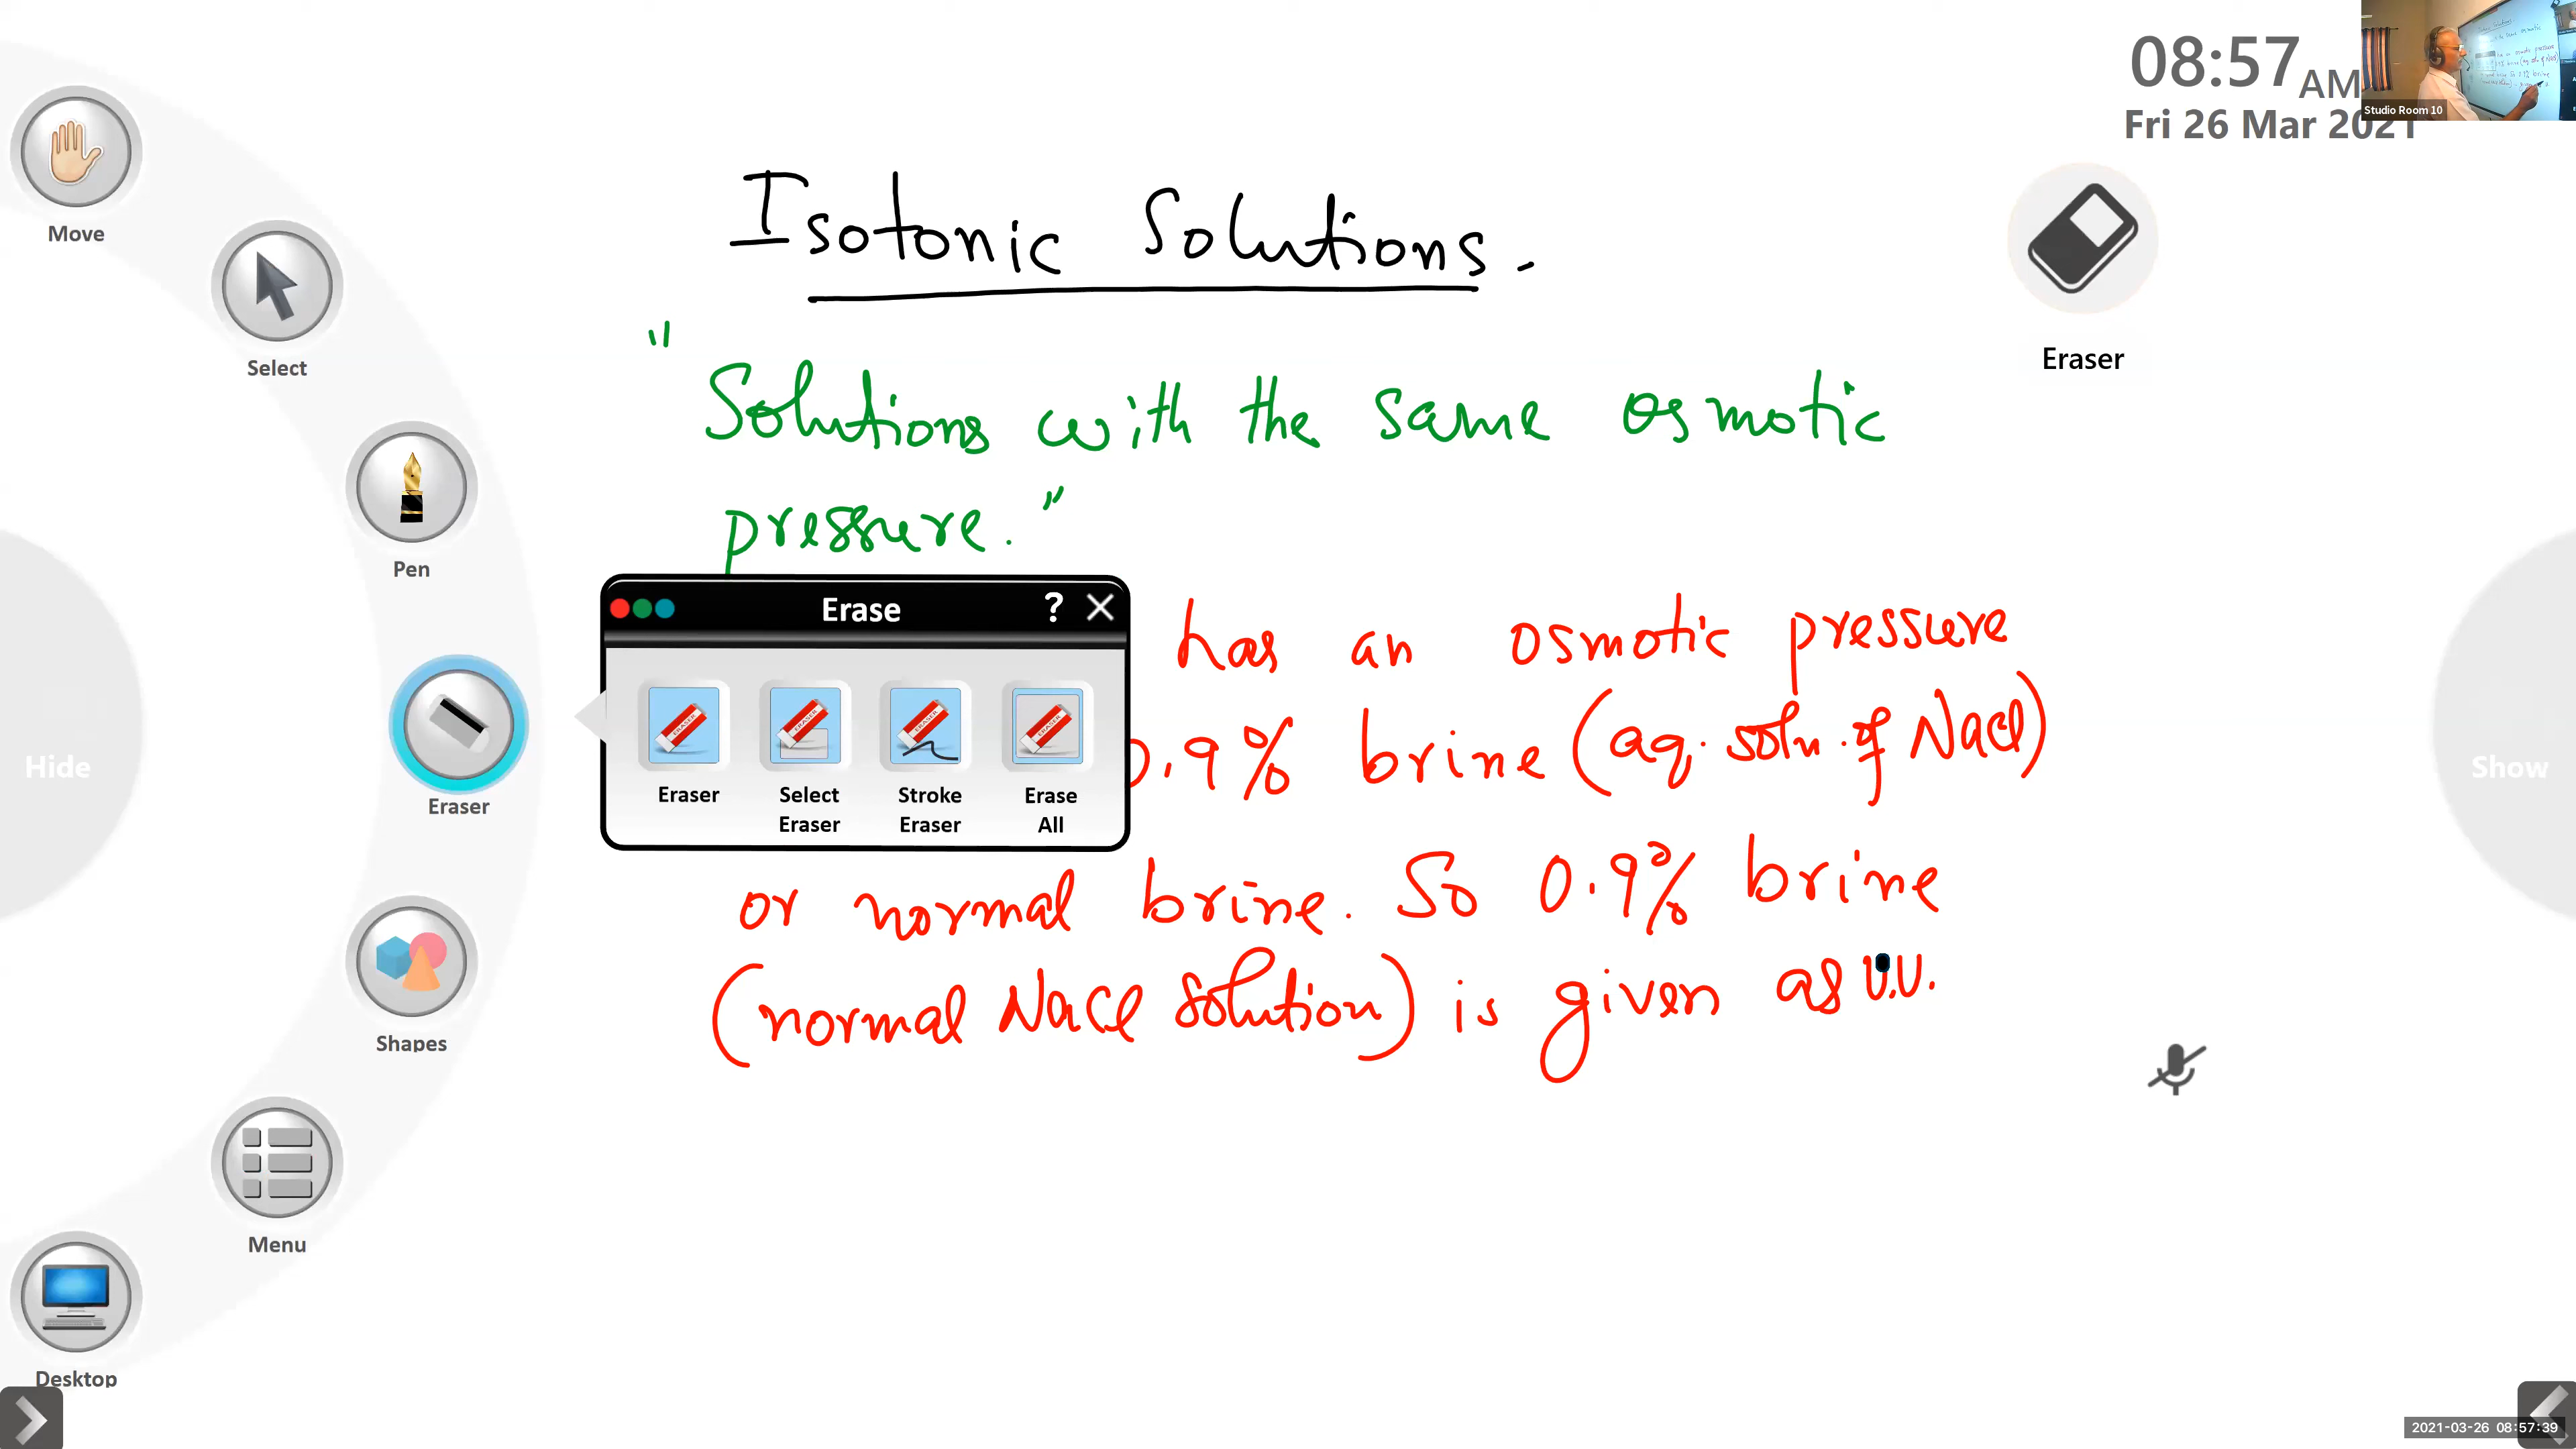 08:57 AM
Fri 26 Mar 2021
Studio Room 10
Move
Select
Pen
Eraser
Shapes
Menu
Desktop
Hide
Show
Eraser
Isotonic Solutions.
"Solutions with the same osmotic
pressure."
has an osmotic pressure
0.9% brine (aq. soln. of NaCl)
or normal brine. So 0.9% brine
(normal NaCl solution) is given as
Erase ?
Eraser
Select Eraser
Stroke Eraser
Erase All
2021-03-26 08:57:39